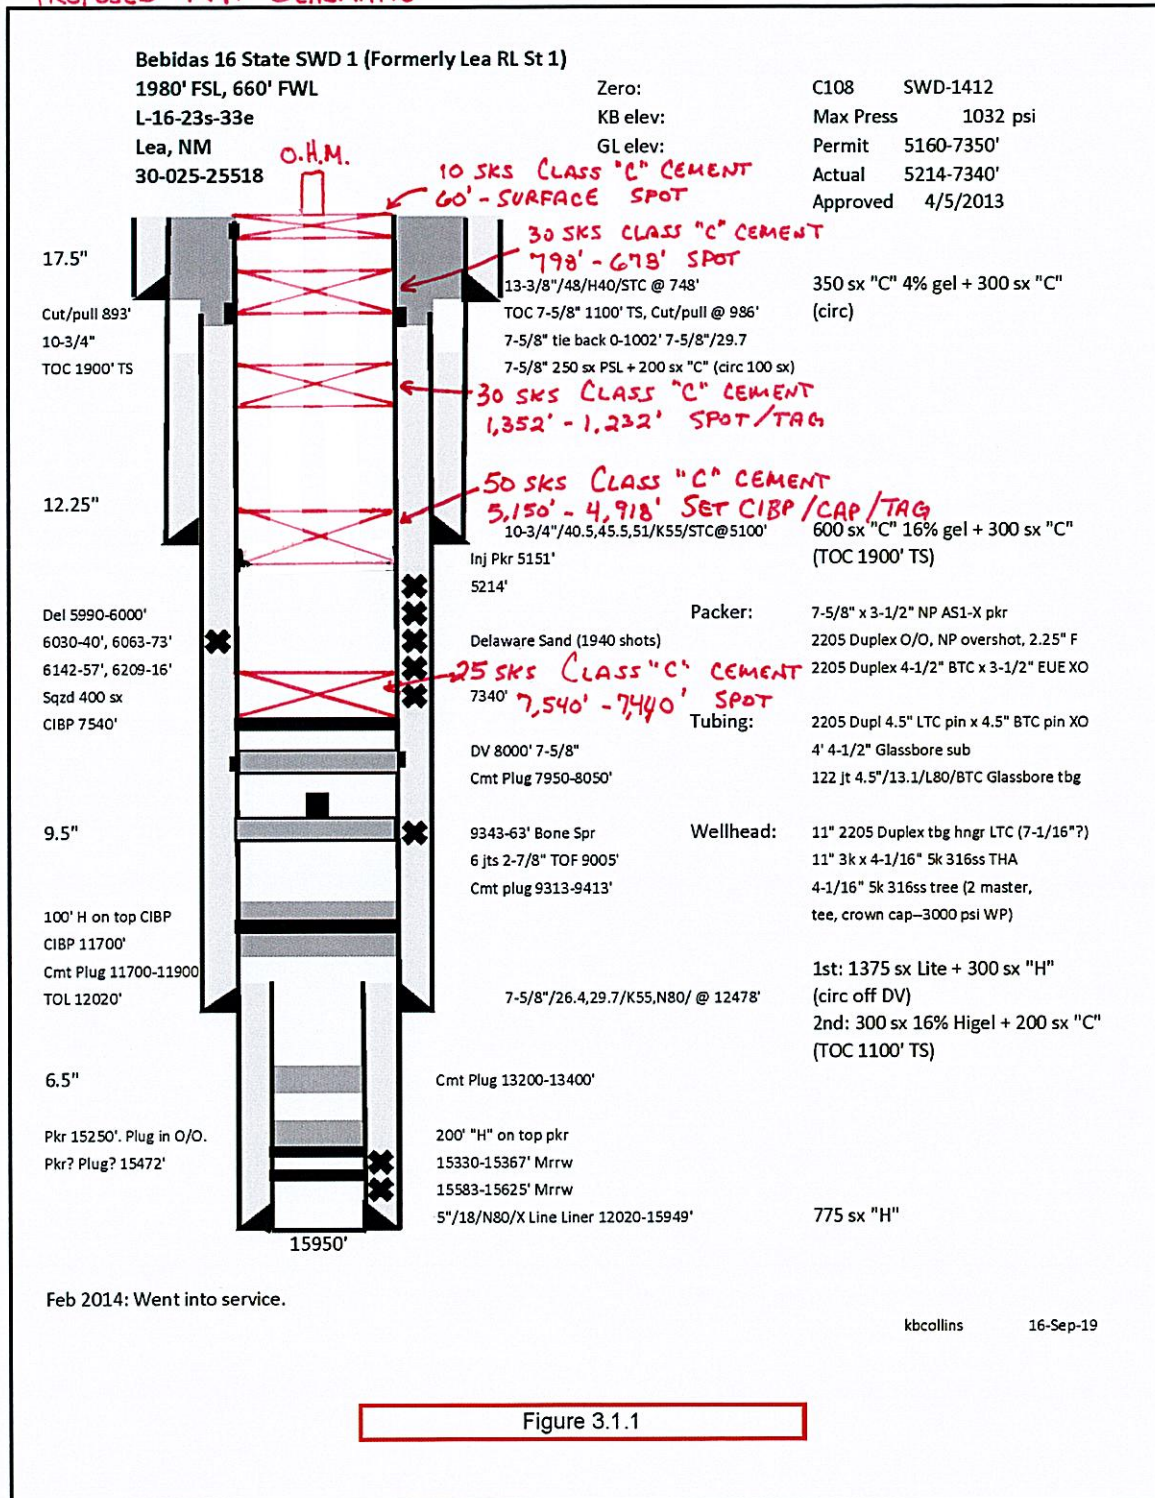 PROPOSED P+A SCHEMATIC
Bebidas 16 State SWD 1 (Formerly Lea RL St 1)
1980' FSL, 660' FWL
L-16-23s-33e
Lea, NM
30-025-25518
Zero:
KB elev:
GL elev:
C108 SWD-1412
Max Press 1032 psi
Permit 5160-7350'
Actual 5214-7340'
Approved 4/5/2013
O.H.M.
10 SKS CLASS "C" CEMENT
60' - SURFACE SPOT
30 SKS CLASS "C" CEMENT
798' - 678' SPOT
17.5"
13-3/8"/48/H40/STC @ 748'
350 sx "C" 4% gel + 300 sx "C"
(circ)
Cut/pull 893'
10-3/4"
TOC 1900' TS
TOC 7-5/8" 1100' TS, Cut/pull @ 986'
7-5/8" tie back 0-1002' 7-5/8"/29.7
7-5/8" 250 sx PSL + 200 sx "C" (circ 100 sx)
30 SKS CLASS "C" CEMENT
1,352' - 1,232' SPOT/TAG
12.25"
50 SKS CLASS "C" CEMENT
5,150' - 4,918' SET CIBP/CAP/TAG
10-3/4"/40.5,45.5,51/K55/STC@5100'
600 sx "C" 16% gel + 300 sx "C"
(TOC 1900' TS)
Inj Pkr 5151'
5214'
Del 5990-6000'
6030-40', 6063-73'
6142-57', 6209-16'
Sqzd 400 sx
CIBP 7540'
Delaware Sand (1940 shots)
25 SKS CLASS "C" CEMENT
7,540' - 7,440' SPOT
7340'
Packer:
7-5/8" x 3-1/2" NP AS1-X pkr
2205 Duplex O/O, NP overshot, 2.25" F
2205 Duplex 4-1/2" BTC x 3-1/2" EUE XO
Tubing:
2205 Dupl 4.5" LTC pin x 4.5" BTC pin XO
4' 4-1/2" Glassbore sub
122 jt 4.5"/13.1/L80/BTC Glassbore tbg
DV 8000' 7-5/8"
Cmt Plug 7950-8050'
9.5"
9343-63' Bone Spr
6 jts 2-7/8" TOF 9005'
Cmt plug 9313-9413'
Wellhead:
11" 2205 Duplex tbg hngr LTC (7-1/16"?)
11" 3k x 4-1/16" 5k 316ss THA
4-1/16" 5k 316ss tree (2 master,
tee, crown cap--3000 psi WP)
100' H on top CIBP
CIBP 11700'
Cmt Plug 11700-11900
TOL 12020'
7-5/8"/26.4,29.7/K55,N80/ @ 12478'
1st: 1375 sx Lite + 300 sx "H"
(circ off DV)
2nd: 300 sx 16% Higel + 200 sx "C"
(TOC 1100' TS)
6.5"
Cmt Plug 13200-13400'
Pkr 15250'. Plug in O/O.
Pkr? Plug? 15472'
200' "H" on top pkr
15330-15367' Mrrw
15583-15625' Mrrw
5"/18/N80/X Line Liner 12020-15949'
775 sx "H"
15950'
Feb 2014: Went into service.
kbcollins 16-Sep-19
Figure 3.1.1